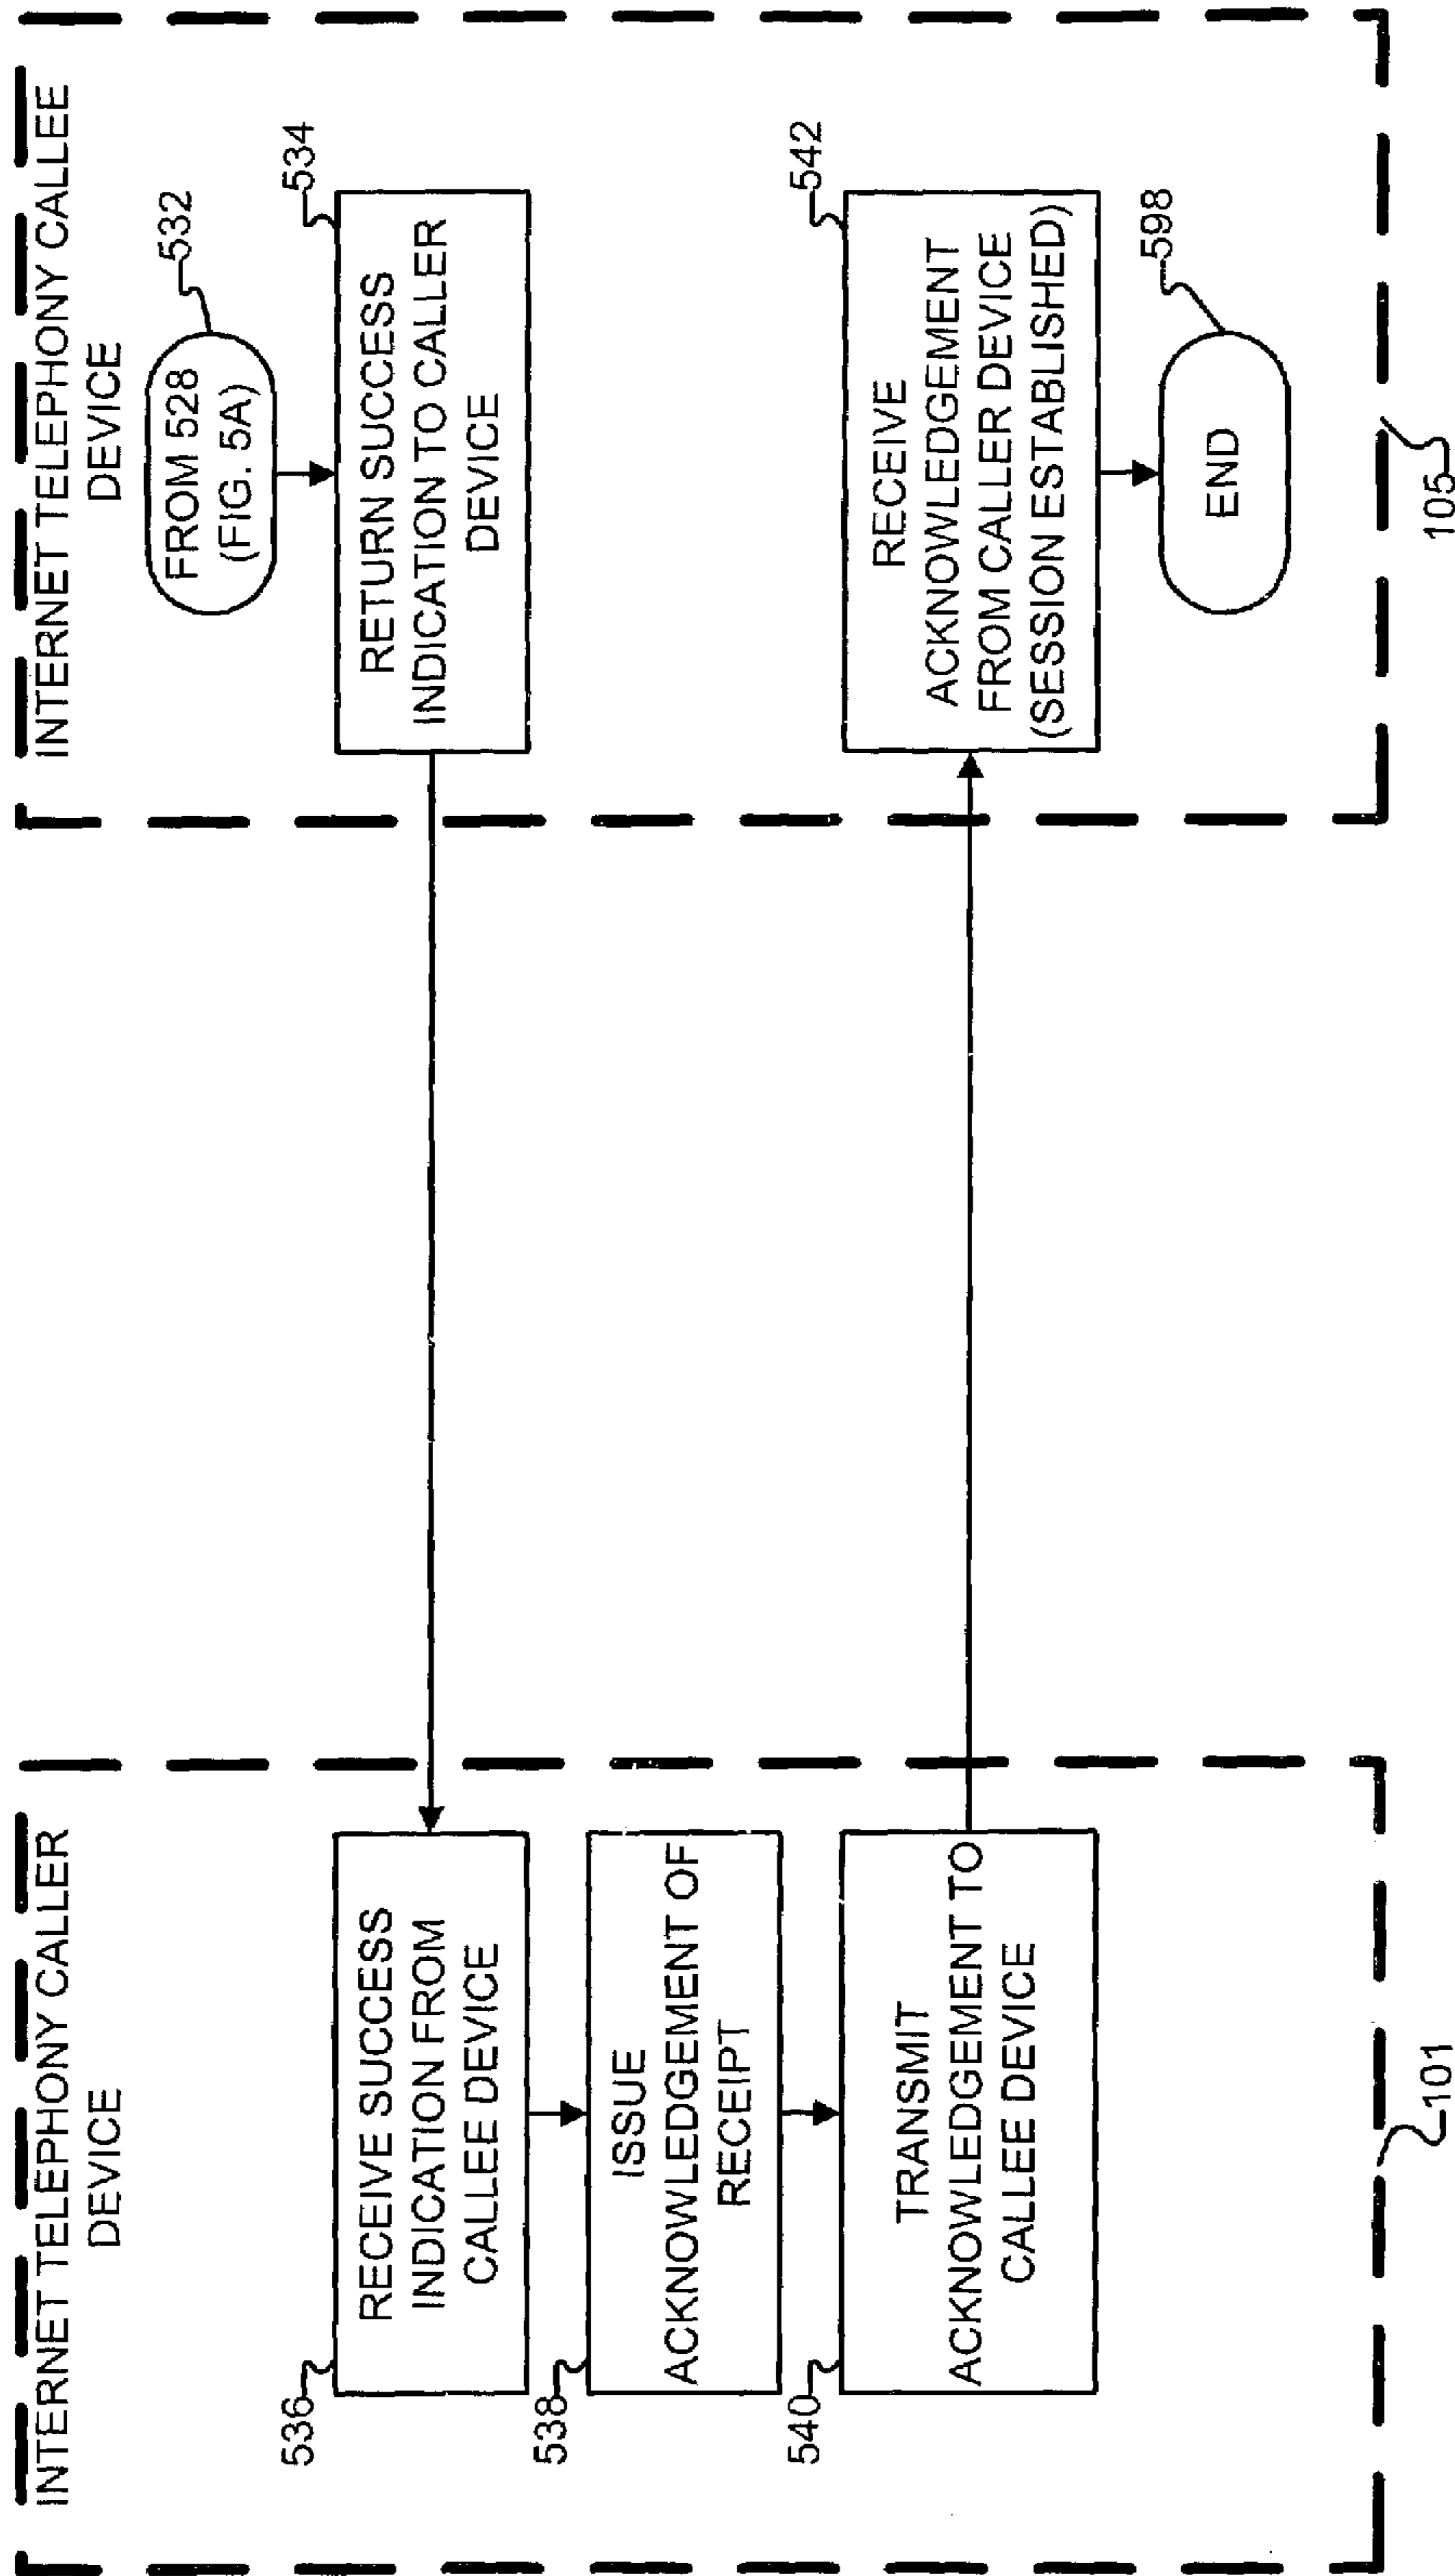 INTERNET TELEPHONY CALLER
DEVICE
536
RECEIVE SUCCESS
INDICATION FROM
CALLEE DEVICE
538
ISSUE
ACKNOWLEDGEMENT OF
RECEIPT
540
TRANSMIT
ACKNOWLEDGEMENT TO
CALLEE DEVICE
101
INTERNET TELEPHONY CALLEE
DEVICE
532
FROM 528
(FIG. 5A)
534
RETURN SUCCESS
INDICATION TO CALLER
DEVICE
542
RECEIVE
ACKNOWLEDGEMENT
FROM CALLER DEVICE
(SESSION ESTABLISHED)
598
END
105